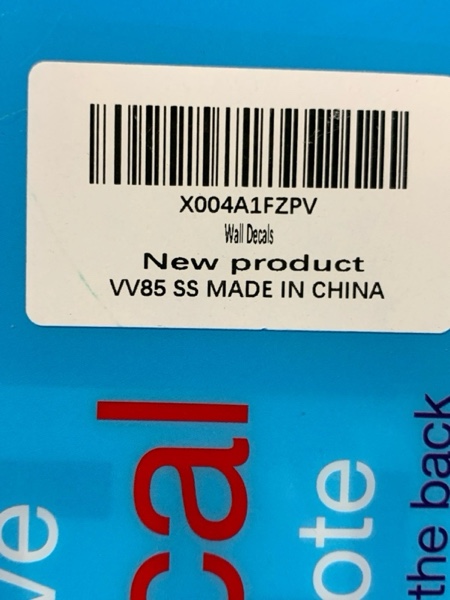 X004A1FZPV
Wall Decals
New product
VV85 SS MADE IN CHINA
ve
cal
ote
the back